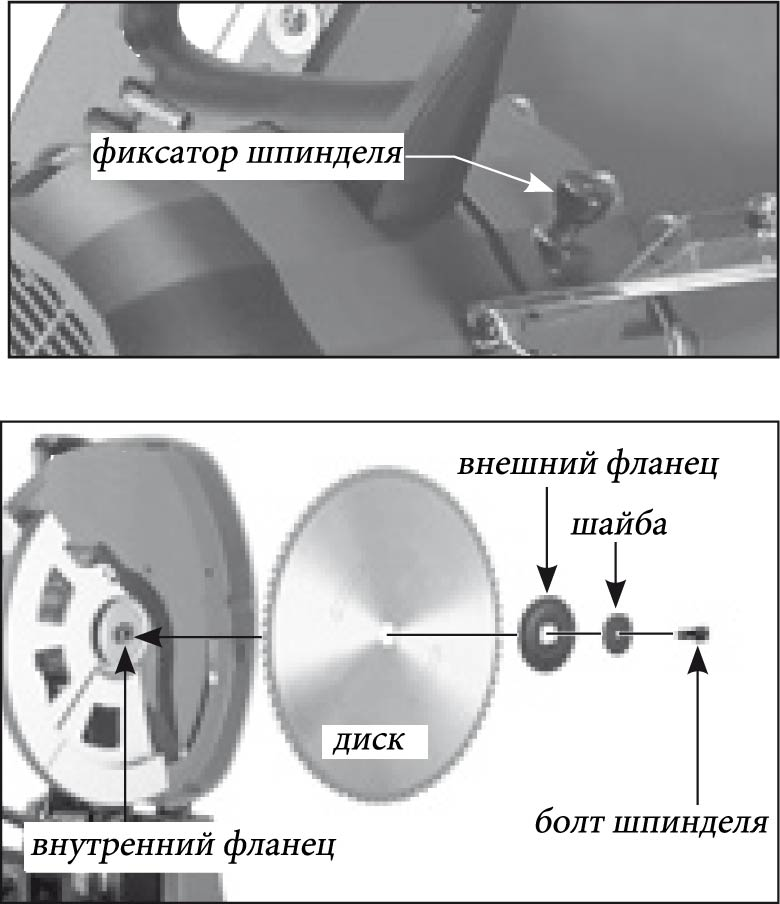 фиксатор шпинделя
внешний фланец
шайба
диск
болт шпинделя
внутренний фланец